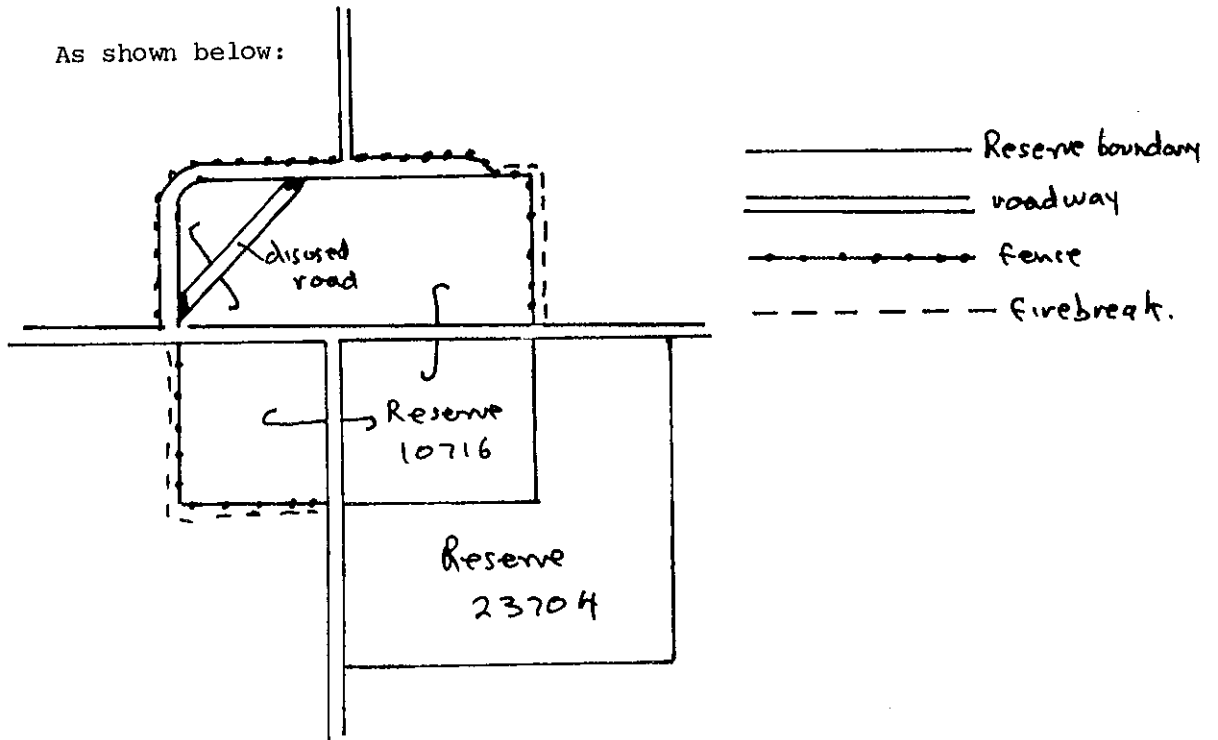 As shown below:
Reserve boundary
roadway
fence
firebreak.
disused
road
Reserve
10716
Reserve
23704